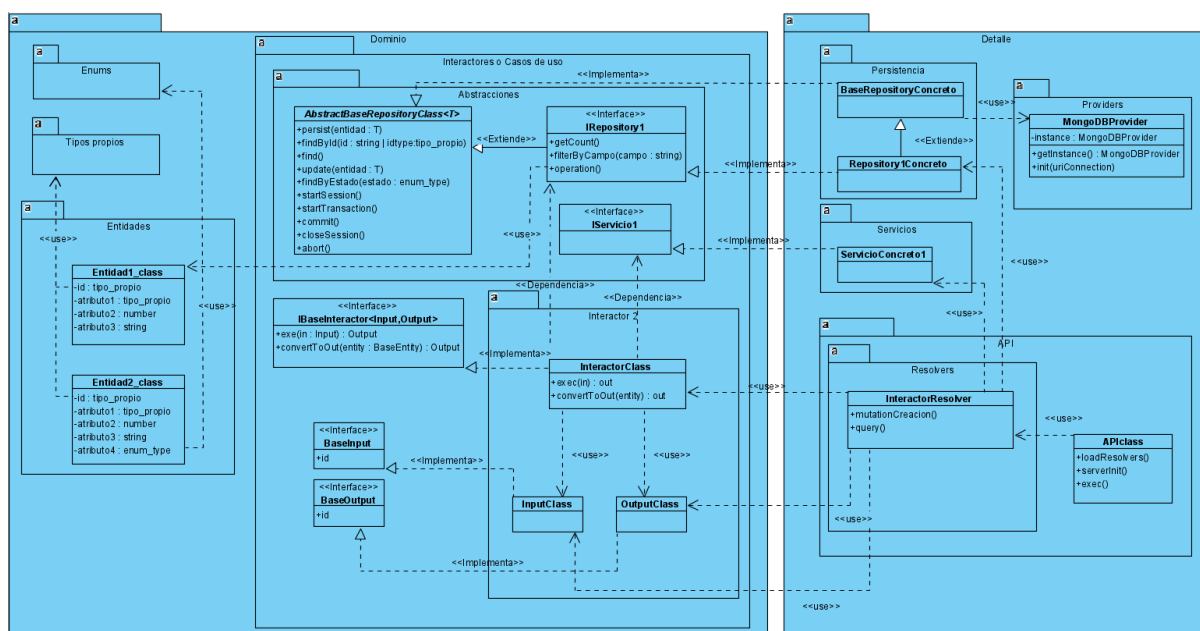 a
Dominio
a
Enums
a
Tipos propios
<<use>>
<<use>>
a
Entidades
Entidad1_class
-id : tipo_propio
-atributo1 : tipo_propio
-atributo2 : number
-atributo3 : string
Entidad2_class
-id : tipo_propio
-atributo1 : tipo_propio
-atributo2 : number
-atributo3 : string
-atributo4 : enum_type
a
Interactores o Casos de uso
a
Abstracciones
AbstractBaseRepositoryClass<T>
+persist(entidad : T)
+findById(id : string | idtype:tipo_propio)
+find()
+update(entidad : T)
+findByEstado(estado : enum_type)
+startSession()
+startTransaction()
+commit()
+closeSession()
+abort()
<<Extiende>>
<<Interface>>
IRepository1
+getCount()
+filterByCampo(campo : string)
+operation()
<<use>>
<<Interface>>
IServicio1
<<Implementa>>
<<Implementa>>
<<Implementa>>
<<Dependencia>>
<<Dependencia>>
<<Interface>>
IBaseInteractor<Input,Output>
+exe(in : Input) : Output
+convertToOut(entity : BaseEntity) : Output
<<Implementa>>
a
Interactor 2
InteractorClass
+exec(in) : out
+convertToOut(entity) : out
<<use>>
<<use>>
<<Interface>>
BaseInput
+id
<<Implementa>>
<<Interface>>
BaseOutput
+id
InputClass
OutputClass
<<Implementa>>
a
Detalle
a
Persistencia
BaseRepositoryConcreto
<<Extiende>>
Repository1Concreto
<<use>>
a
Providers
MongoDBProvider
-instance : MongoDBProvider
+getInstance() : MongoDBProvider
+init(uriConnection)
a
Servicios
ServicioConcreto1
<<use>>
<<use>>
a
API
a
Resolvers
InteractorResolver
+mutationCreacion()
+query()
<<use>>
<<use>>
APIclass
+loadResolvers()
+serverInit()
+exec()
<<use>>
<<use>>